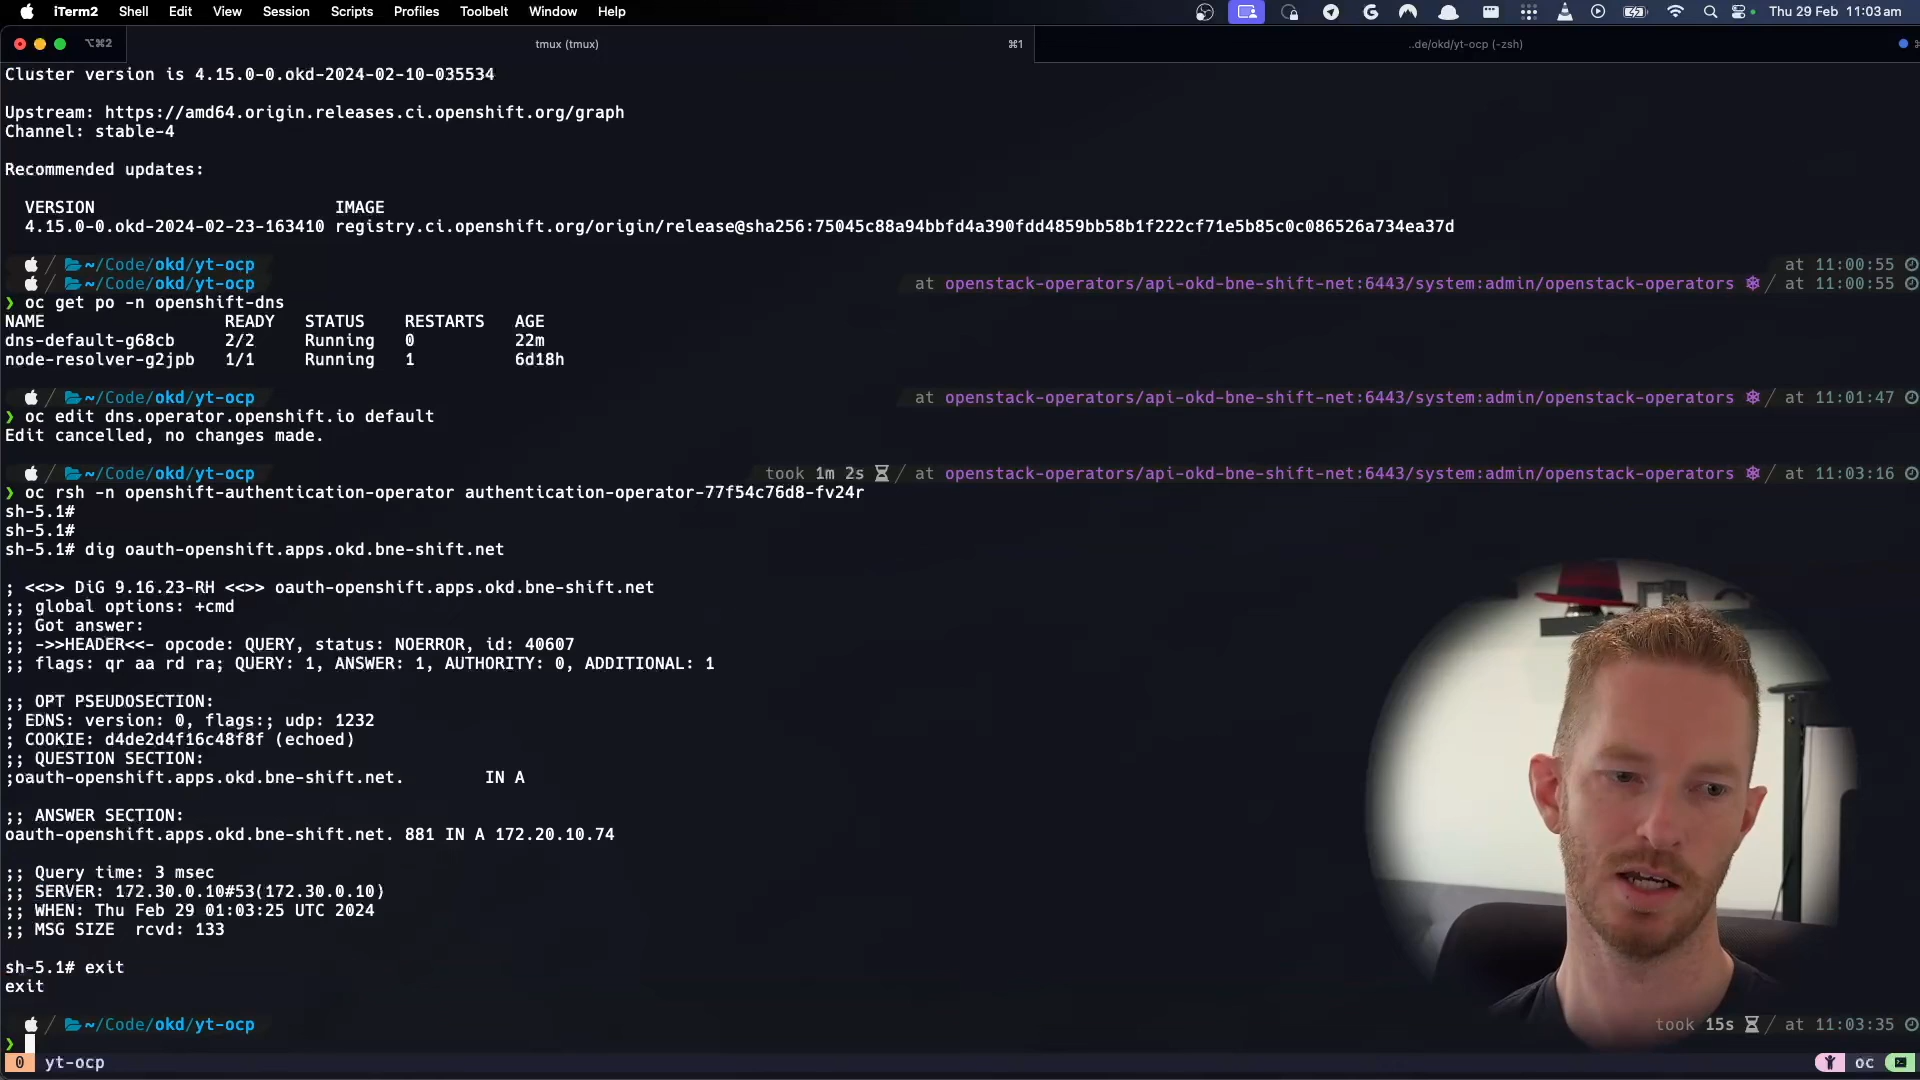 iTerm2 Shell Edit View Session Scripts Profiles Toolbelt Window Help Thu 29 Feb 11:03 am
⌥⌘2 tmux (tmux) ⌘1 ..de/okd/yt-ocp (-zsh)
Cluster version is 4.15.0-0.okd-2024-02-10-035534
Upstream: https://amd64.origin.releases.ci.openshift.org/graph
Channel: stable-4
Recommended updates:
VERSION IMAGE
4.15.0-0.okd-2024-02-23-163410 registry.ci.openshift.org/origin/release@sha256:75045c88a94bbfd4a390fdd4859bb58b1f222cf71e5b85c0c086526a734ea37d
~/Code/okd/yt-ocp at 11:00:55
~/Code/okd/yt-ocp at openstack-operators/api-okd-bne-shift-net:6443/system:admin/openstack-operators / at 11:00:55
❯ oc get po -n openshift-dns
NAME READY STATUS RESTARTS AGE
dns-default-g68cb 2/2 Running 0 22m
node-resolver-g2jpb 1/1 Running 1 6d18h
~/Code/okd/yt-ocp at openstack-operators/api-okd-bne-shift-net:6443/system:admin/openstack-operators / at 11:01:47
❯ oc edit dns.operator.openshift.io default
Edit cancelled, no changes made.
~/Code/okd/yt-ocp took 1m 2s / at openstack-operators/api-okd-bne-shift-net:6443/system:admin/openstack-operators / at 11:03:16
❯ oc rsh -n openshift-authentication-operator authentication-operator-77f54c76d8-fv24r
sh-5.1#
sh-5.1#
sh-5.1# dig oauth-openshift.apps.okd.bne-shift.net
; <<>> DiG 9.16.23-RH <<>> oauth-openshift.apps.okd.bne-shift.net
;; global options: +cmd
;; Got answer:
;; ->>HEADER<<- opcode: QUERY, status: NOERROR, id: 40607
;; flags: qr aa rd ra; QUERY: 1, ANSWER: 1, AUTHORITY: 0, ADDITIONAL: 1
;; OPT PSEUDOSECTION:
; EDNS: version: 0, flags:; udp: 1232
; COOKIE: d4de2d4f16c48f8f (echoed)
;; QUESTION SECTION:
;oauth-openshift.apps.okd.bne-shift.net. IN A
;; ANSWER SECTION:
oauth-openshift.apps.okd.bne-shift.net. 881 IN A 172.20.10.74
;; Query time: 3 msec
;; SERVER: 172.30.0.10#53(172.30.0.10)
;; WHEN: Thu Feb 29 01:03:25 UTC 2024
;; MSG SIZE rcvd: 133
sh-5.1# exit
exit
~/Code/okd/yt-ocp took 15s / at 11:03:35
❯
0 yt-ocp oc